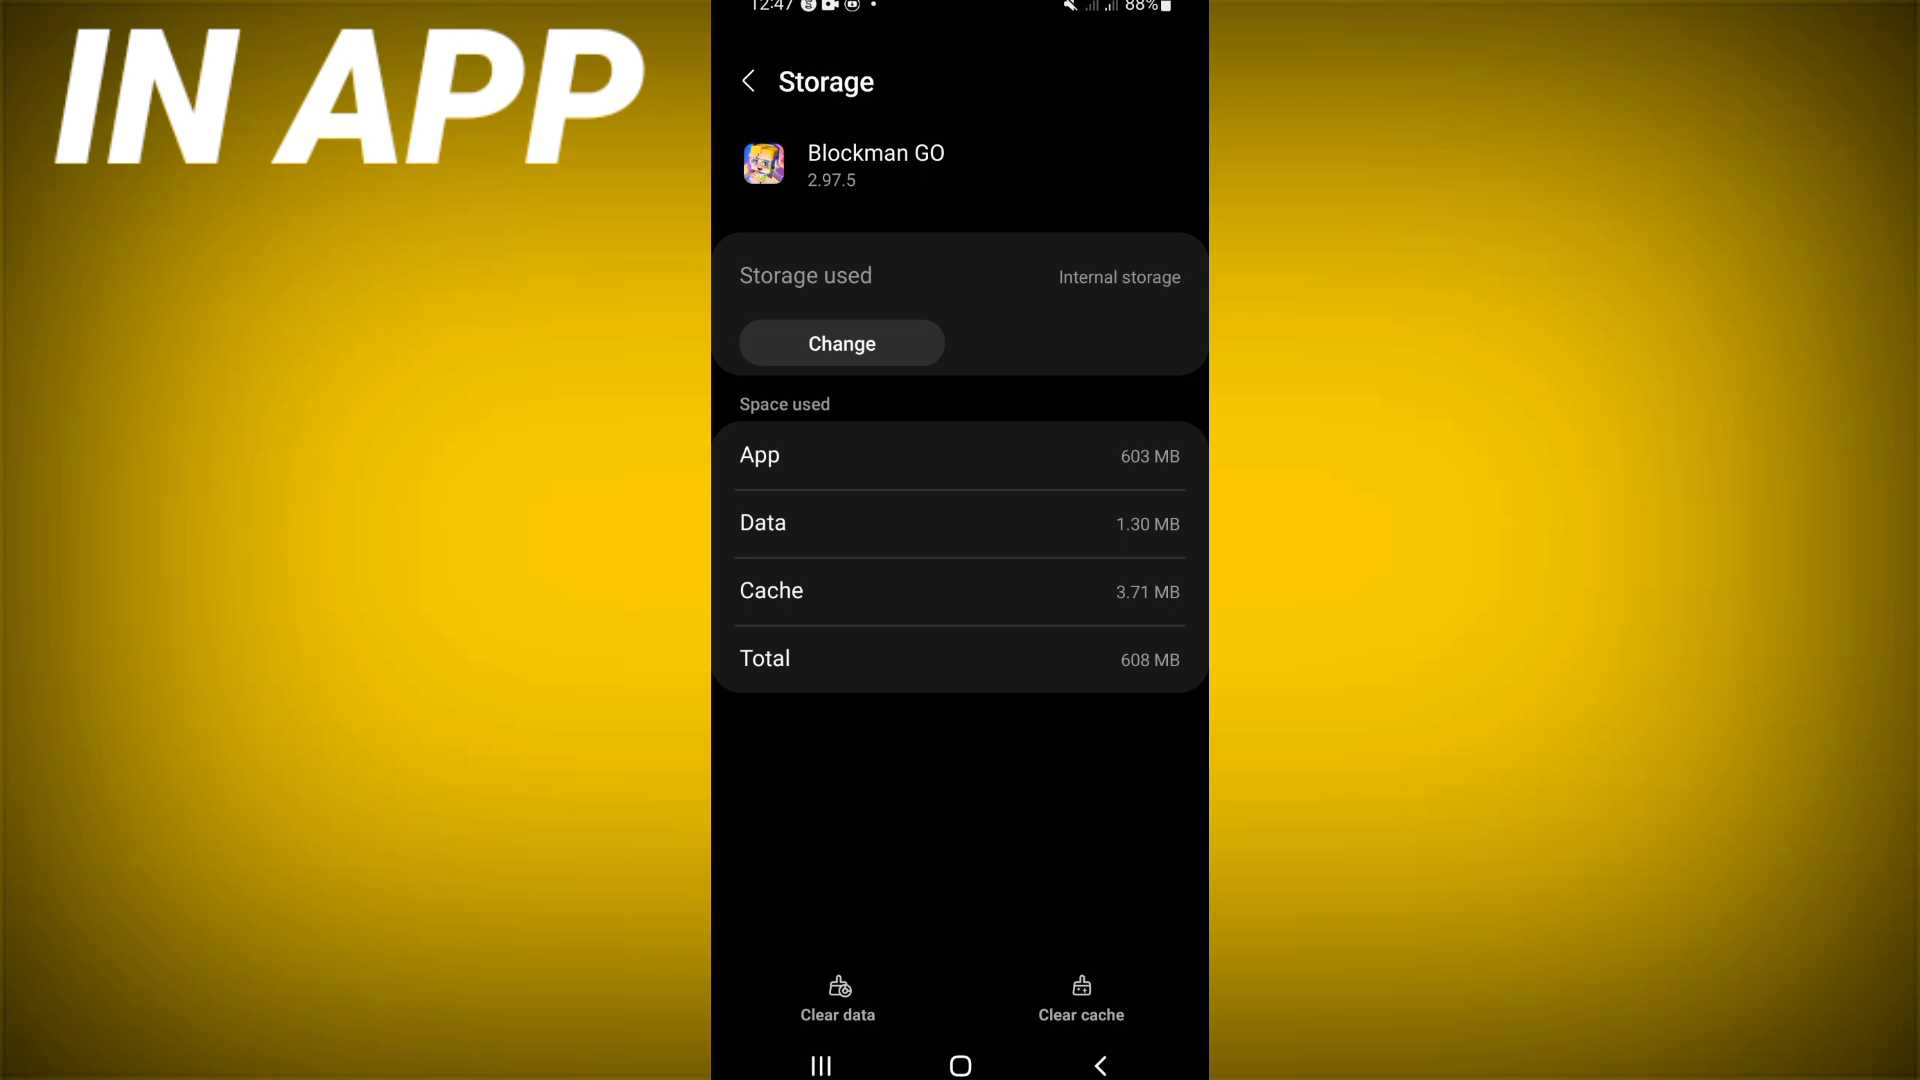 IN APP
12:47
88%
Storage
Blockman GO
2.97.5
Storage used
Internal storage
Change
Space used
App
603 MB
Data
1.30 MB
Cache
3.71 MB
Total
608 MB
Clear data
Clear cache